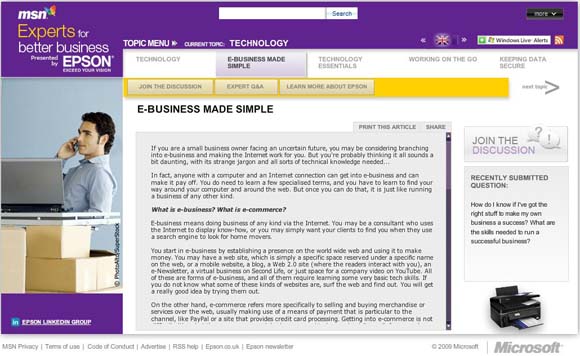 msn
Search
more
Experts for
better business
Presented by EPSON
EXCEED YOUR VISION
TOPIC MENU
CURRENT TOPIC: TECHNOLOGY
«
»
Windows Live Alerts
TECHNOLOGY
E-BUSINESS MADE SIMPLE
TECHNOLOGY ESSENTIALS
WORKING ON THE GO
KEEPING DATA SECURE
JOIN THE DISCUSSION
EXPERT Q&A
LEARN MORE ABOUT EPSON
next topic
E-BUSINESS MADE SIMPLE
PRINT THIS ARTICLE
SHARE
If you are a small business owner facing an uncertain future, you may be considering branching
into e-business and making the Internet work for you. But you're probably thinking it all sounds a
bit daunting, with its strange jargon and all sorts of technical knowledge needed...
In fact, anyone with a computer and an Internet connection can get into e-business and can
make it pay off. You do need to learn a few specialised terms, and you have to learn to find your
way around your computer and around the web. But once you can do that, it is just like running
a business of any other kind.
What is e-business? What is e-commerce?
E-business means doing business of any kind via the Internet. You may be a consultant who uses
the Internet to display know-how, or you may simply want your clients to find you when they use
a search engine to look for home movers.
You start in e-business by establishing a presence on the world wide web and using it to make
money. You may have a web site, which is simply a specific space reserved under a specific name
on the web, or a mobile website, a blog, a Web 2.0 site (where the readers interact with you), an
e-Newsletter, a virtual business on Second Life, or just space for a company video on YouTube. All
of these are forms of e-business, and all of them require learning some very basic tech skills. If
you do not know what some of these kinds of websites are, surf the web and find out. You will get
a really good idea by trying them out.
On the other hand, e-commerce refers more specifically to selling and buying merchandise or
services over the web, usually making use of a means of payment that is particular to the
channel, like PayPal or a site that provides credit card processing. Getting into e-commerce is not
JOIN THE
DISCUSSION
RECENTLY SUBMITTED
QUESTION:
How do I know if I've got the
right stuff to make my own
business a success? What are
the skills needed to run a
successful business?
© PhotoAlto/SuperStock
in EPSON LINKEDIN GROUP
MSN Privacy | Terms of use | Code of Conduct | Advertise | RSS help | Epson.co.uk | Epson newsletter
© 2009 Microsoft
Microsoft